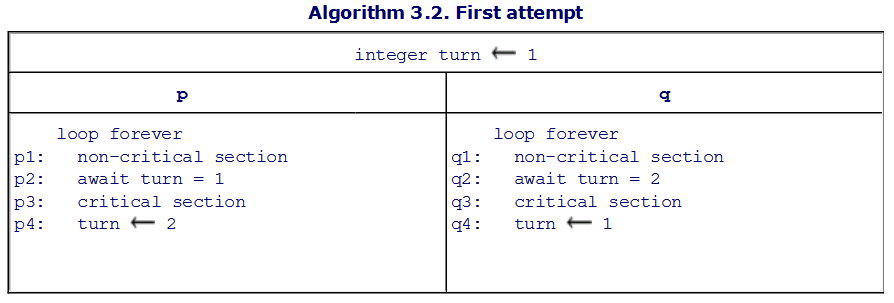 Algorithm 3.2. First attempt
integer turn ← 1
p
q
loop forever
p1: non-critical section
p2: await turn = 1
p3: critical section
p4: turn ← 2
loop forever
q1: non-critical section
q2: await turn = 2
q3: critical section
q4: turn ← 1